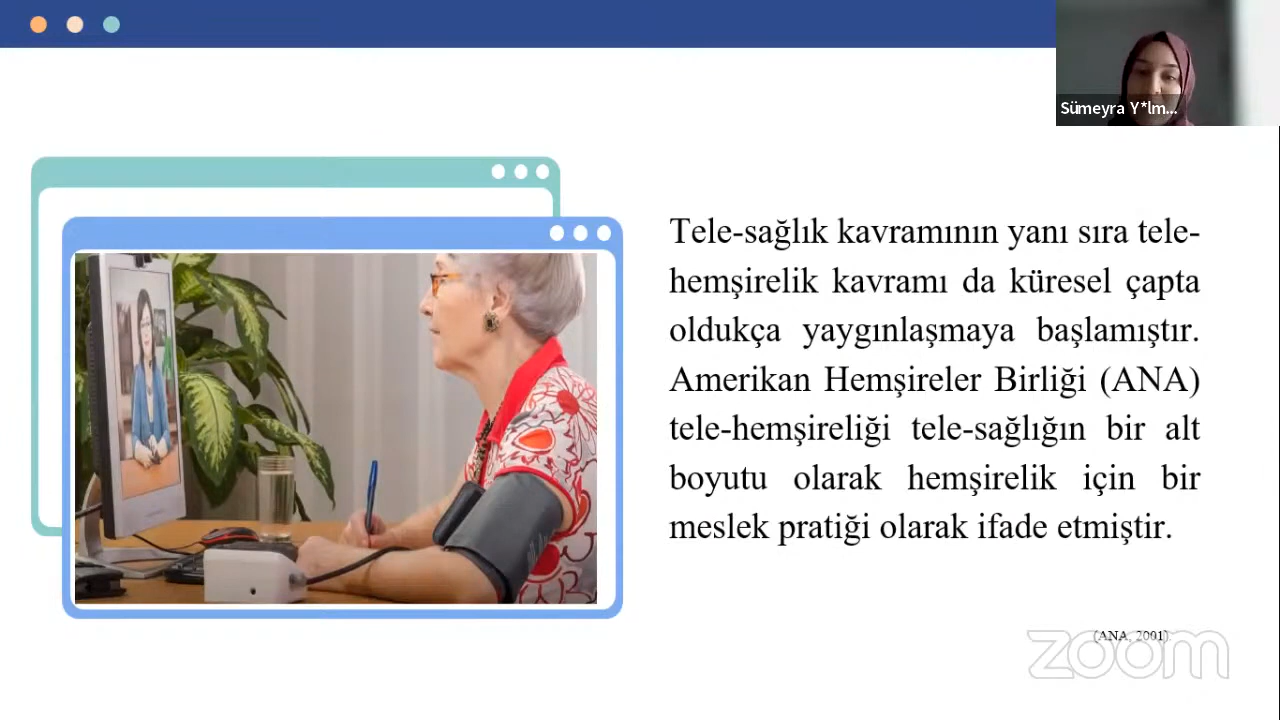 Sümeyra Y*lm...
Tele-sağlık kavramının yanı sıra tele-
hemşirelik kavramı da küresel çapta
oldukça yaygınlaşmaya başlamıştır.
Amerikan Hemşireler Birliği (ANA)
tele-hemşireliği tele-sağlığın bir alt
boyutu olarak hemşirelik için bir
meslek pratiği olarak ifade etmiştir.
(ANA, 2001).
zoom